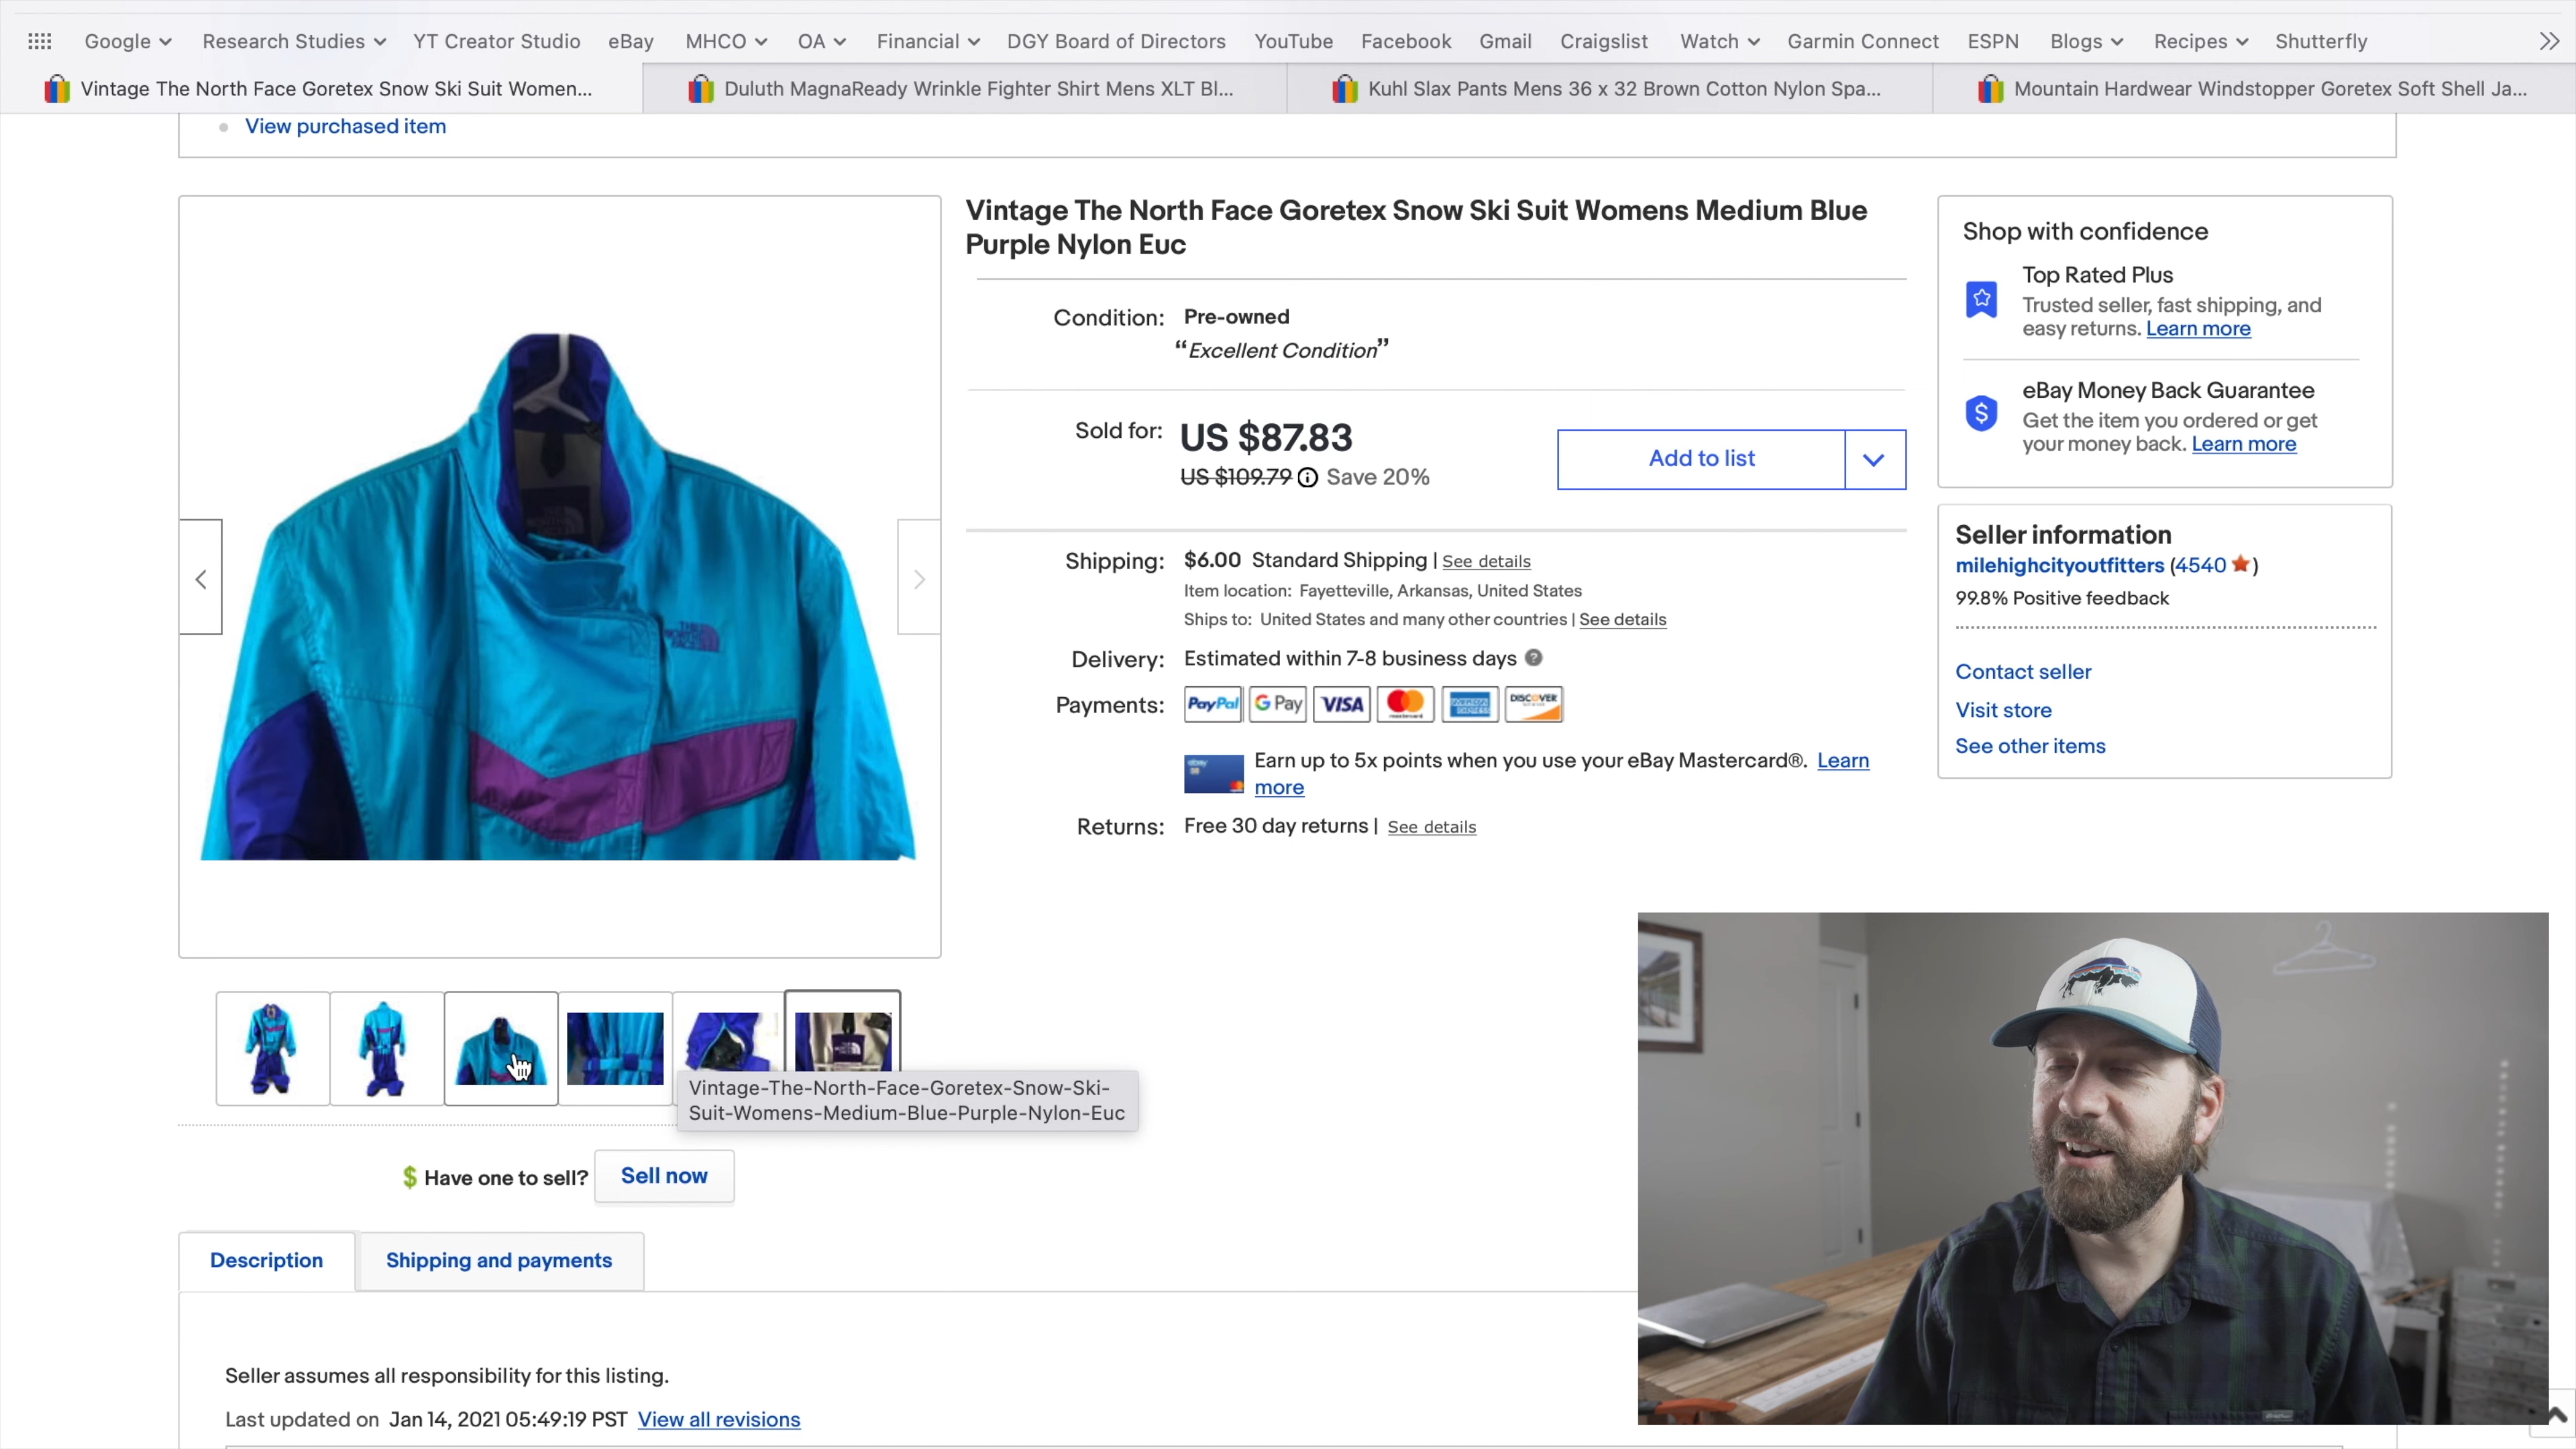 Google Research Studies YT Creator Studio eBay MHCO OA Financial DGY Board of Directors YouTube Facebook Gmail Craigslist Watch Garmin Connect ESPN Blogs Recipes Shutterfly
Vintage The North Face Goretex Snow Ski Suit Women... Duluth MagnaReady Wrinkle Fighter Shirt Mens XLT Bl... Kuhl Slax Pants Mens 36 x 32 Brown Cotton Nylon Spa... Mountain Hardwear Windstopper Goretex Soft Shell Ja...
View purchased item
Vintage The North Face Goretex Snow Ski Suit Womens Medium Blue
Purple Nylon Euc
Condition: Pre-owned
“Excellent Condition”
Sold for: US $87.83
US $109.79 Save 20%
Add to list
Shipping: $6.00 Standard Shipping | See details
Item location: Fayetteville, Arkansas, United States
Ships to: United States and many other countries | See details
Delivery: Estimated within 7-8 business days
Payments: PayPal G Pay VISA mastercard AMERICAN EXPRESS DISCOVER
Earn up to 5x points when you use your eBay Mastercard®. Learn
more
Returns: Free 30 day returns | See details
Shop with confidence
Top Rated Plus
Trusted seller, fast shipping, and
easy returns. Learn more
eBay Money Back Guarantee
Get the item you ordered or get
your money back. Learn more
Seller information
milehighcityoutfitters (4540)
99.8% Positive feedback
Contact seller
Visit store
See other items
THE
NORTH
FACE
Vintage-The-North-Face-Goretex-Snow-Ski-
Suit-Womens-Medium-Blue-Purple-Nylon-Euc
$ Have one to sell? Sell now
Description Shipping and payments
Seller assumes all responsibility for this listing.
Last updated on Jan 14, 2021 05:49:19 PST View all revisions